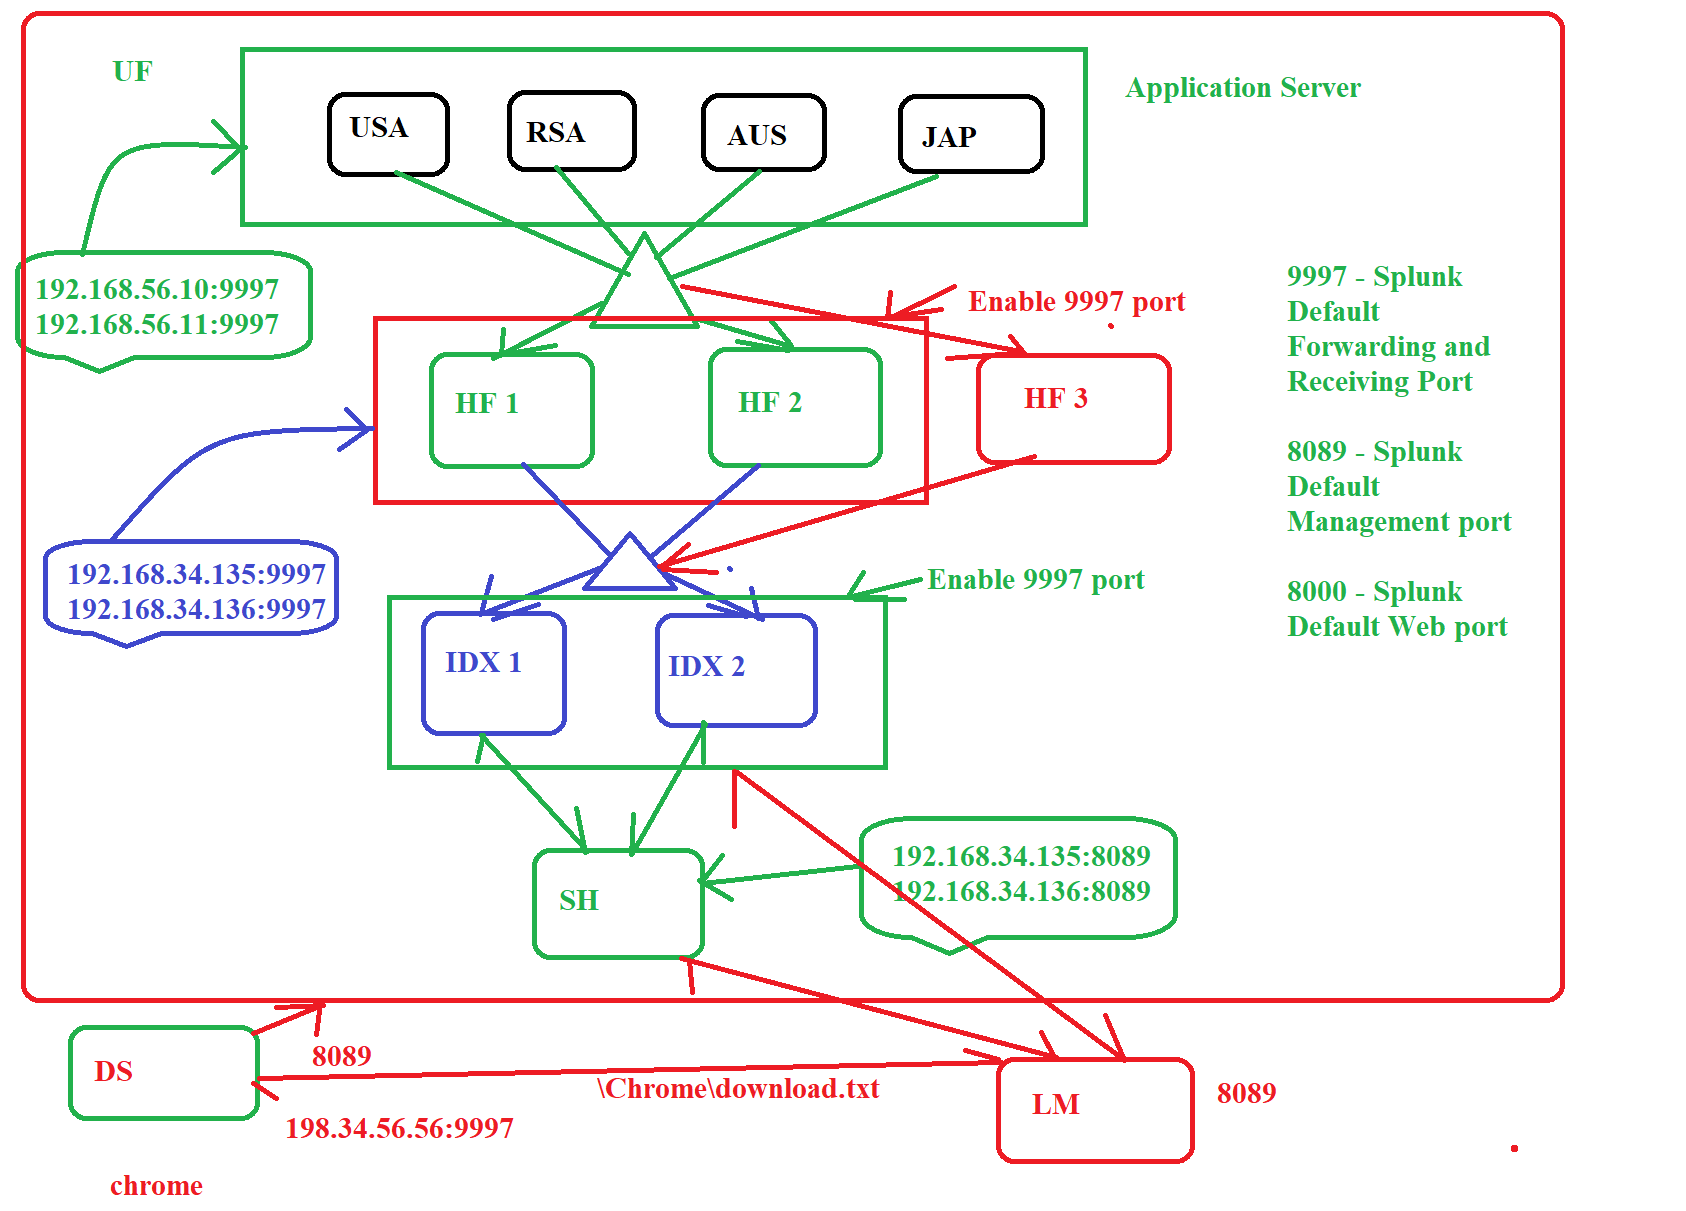 UF
Application Server
USA
RSA
AUS
JAP
192.168.56.10:9997
192.168.56.11:9997
Enable 9997 port
9997 - Splunk
Default
Forwarding and
Receiving Port
HF 1
HF 2
HF 3
8089 - Splunk
Default
Management port
192.168.34.135:9997
192.168.34.136:9997
Enable 9997 port
8000 - Splunk
Default Web port
IDX 1
IDX 2
192.168.34.135:8089
192.168.34.136:8089
SH
DS
8089
\Chrome\download.txt
LM
8089
198.34.56.56:9997
chrome